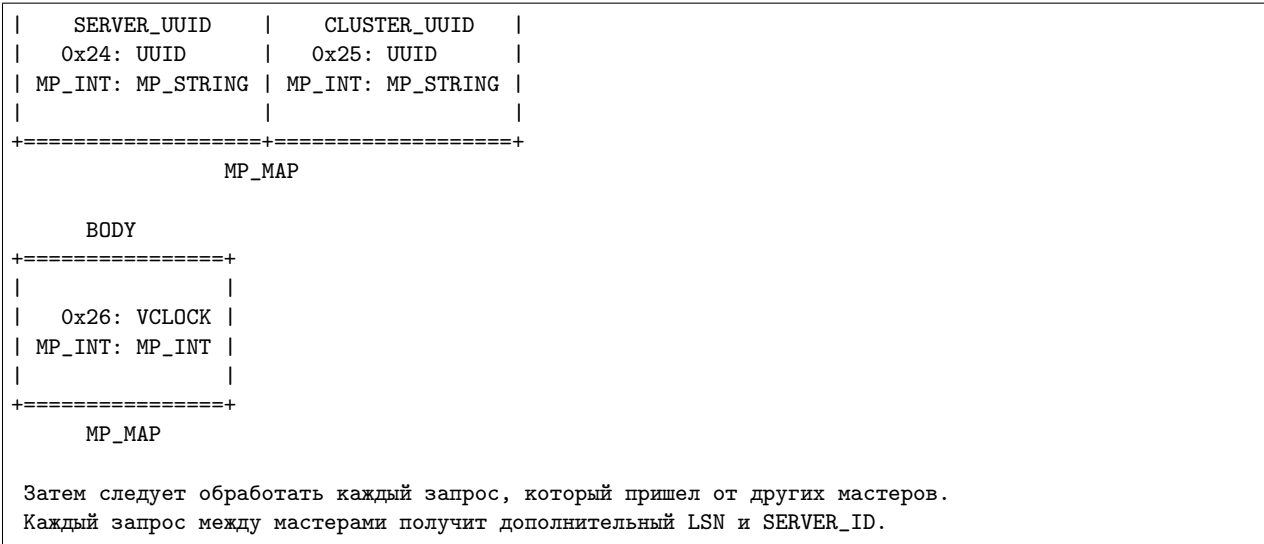 |    SERVER_UUID    |    CLUSTER_UUID   |
|   0x24: UUID      |   0x25: UUID      |
| MP_INT: MP_STRING | MP_INT: MP_STRING |
|                   |                   |
+===================+===================+
                 MP_MAP
      BODY
+================+
|                |
|   0x26: VCLOCK |
| MP_INT: MP_INT |
|                |
+================+
      MP_MAP
Затем следует обработать каждый запрос, который пришел от других мастеров.
Каждый запрос между мастерами получит дополнительный LSN и SERVER_ID.